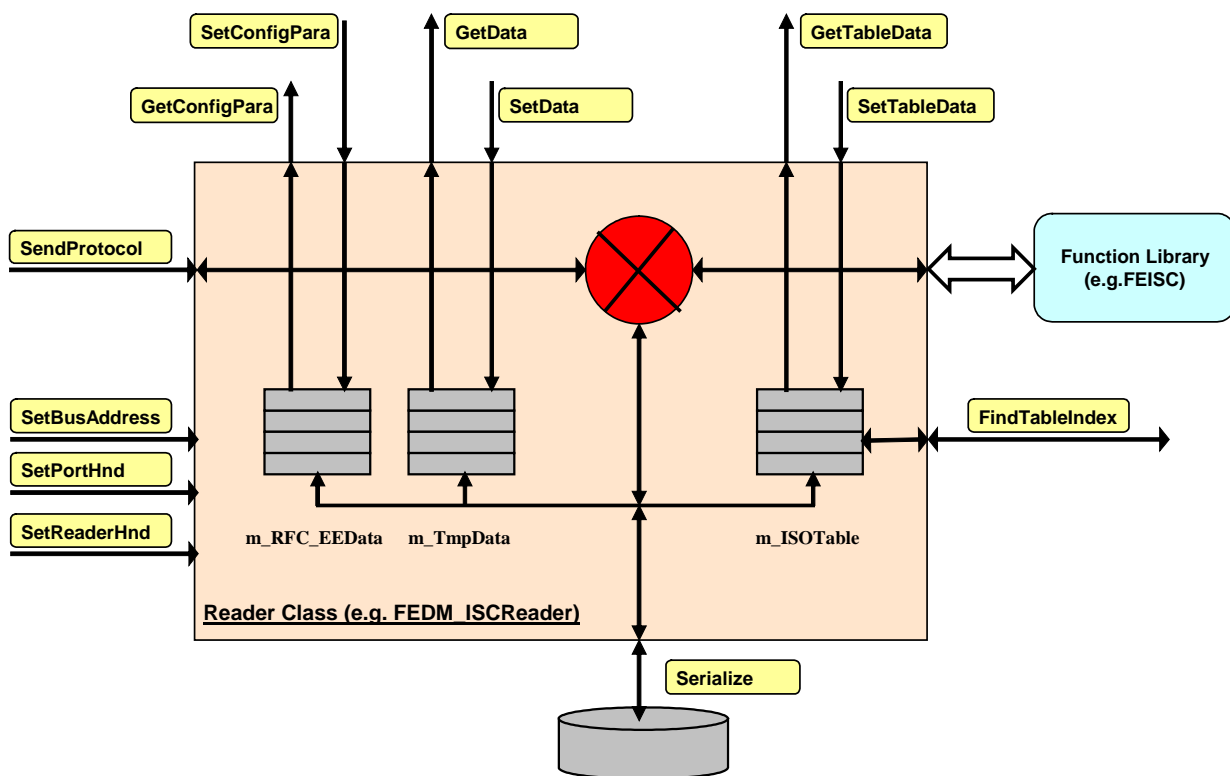 SetConfigPara
GetData
GetTableData
GetConfigPara
SetData
SetTableData
SendProtocol
Function Library
(e.g.FEISC)
SetBusAddress
FindTableIndex
SetPortHnd
SetReaderHnd
m_RFC_EEData
m_TmpData
m_ISOTable
Reader Class (e.g. FEDM_ISCReader)
Serialize